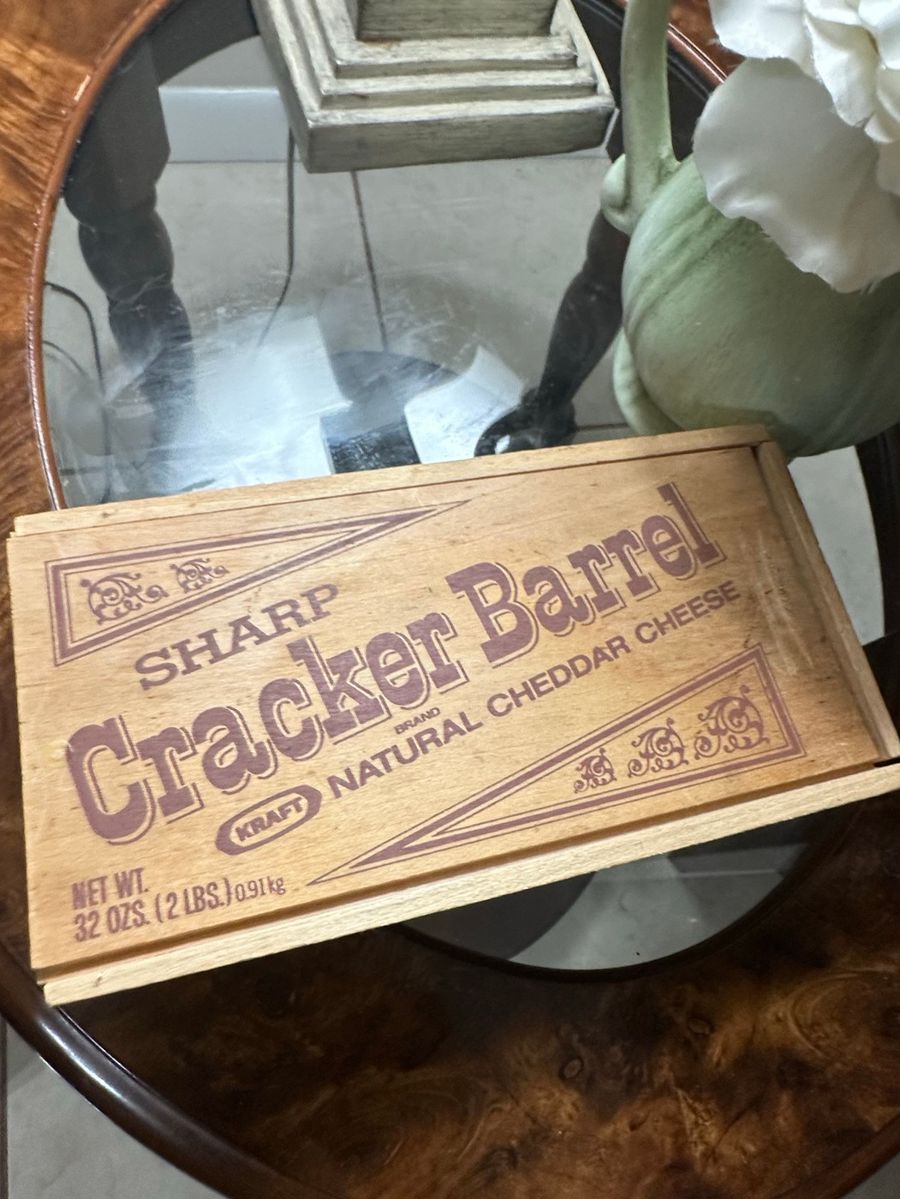 SHARP
Cracker Barrel
BRAND
KRAFT NATURAL CHEDDAR CHEESE
NET WT.
32 OZS. (2 LBS.) 0.91kg